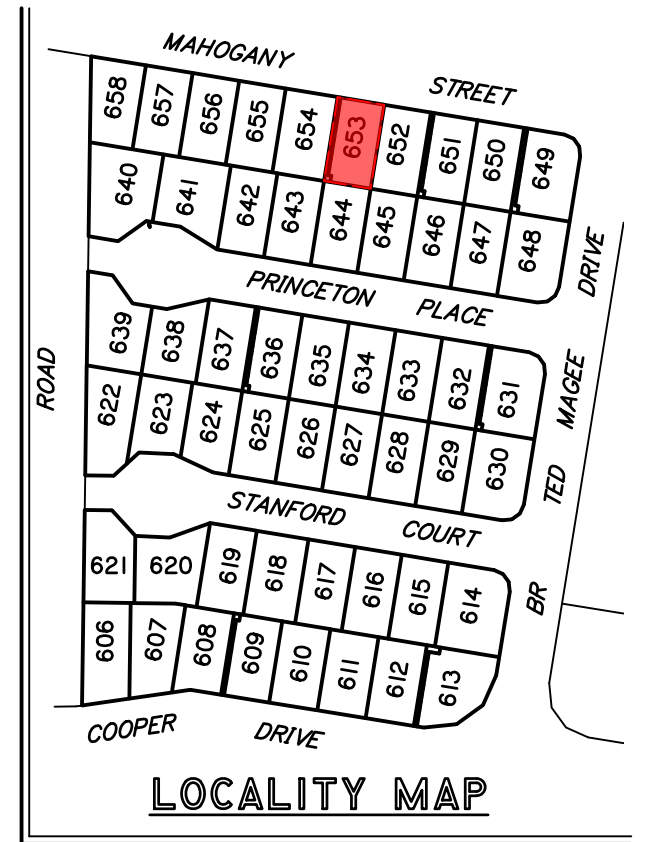 MAHOGANY STREET
658 657 656 655 654 653 652 651 650 649
640 641 642 643 644 645 646 647 648
PRINCETON PLACE
639 638 637 636 635 634 633 632 631
622 623 624 625 626 627 628 629 630
STANFORD COURT
621 620 619 618 617 616 615 614
606 607 608 609 610 611 612 613
COOPER DRIVE
ROAD
BR TED MAGEE DRIVE
LOCALITY MAP